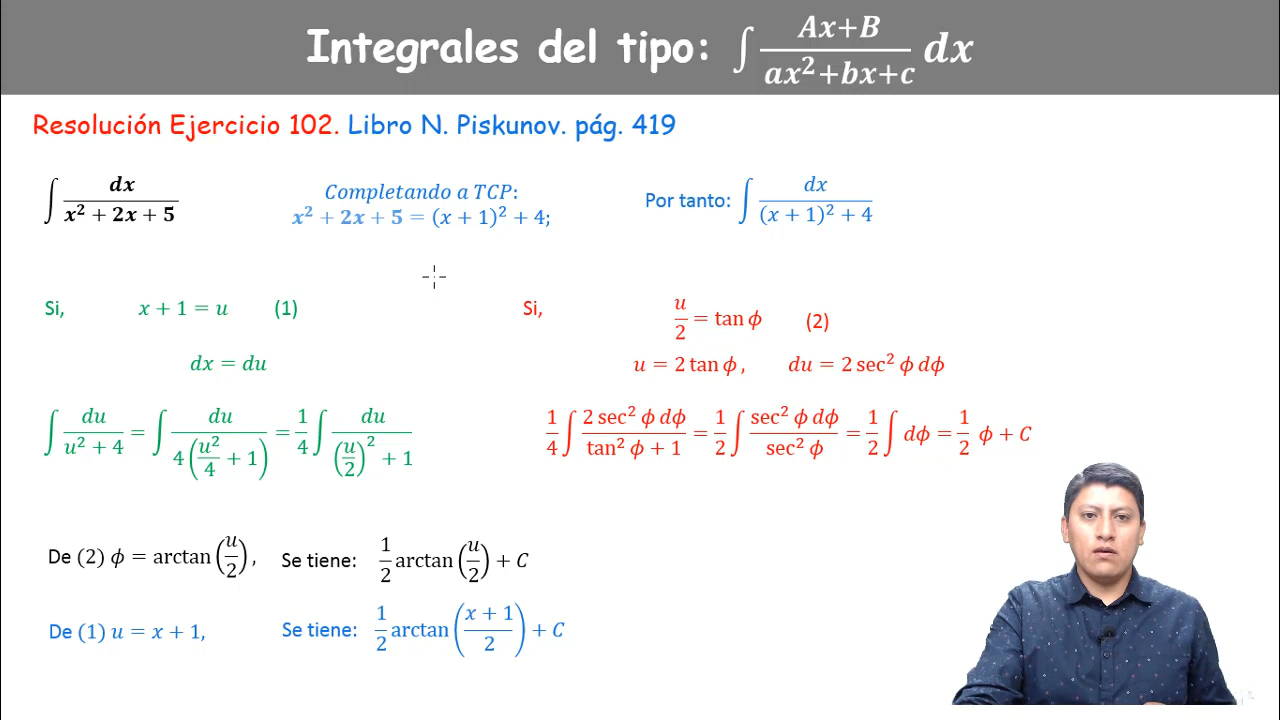 Integrales del tipo: ∫ (Ax+B)/(ax²+bx+c) dx
Resolución Ejercicio 102. Libro N. Piskunov. pág. 419
∫ dx/(x² + 2x + 5)
Completando a TCP:
x² + 2x + 5 = (x + 1)² + 4;
Por tanto: ∫ dx/((x + 1)² + 4)
Si, x + 1 = u (1)
dx = du
∫ du/(u² + 4) = ∫ du/(4(u²/4 + 1)) = 1/4 ∫ du/((u/2)² + 1)
Si, u/2 = tan ϕ (2)
u = 2 tan ϕ, du = 2 sec² ϕ dϕ
1/4 ∫ (2 sec² ϕ dϕ)/(tan² ϕ + 1) = 1/2 ∫ (sec² ϕ dϕ)/(sec² ϕ) = 1/2 ∫ dϕ = 1/2 ϕ + C
De (2) ϕ = arctan(u/2), Se tiene: 1/2 arctan(u/2) + C
De (1) u = x + 1, Se tiene: 1/2 arctan((x + 1)/2) + C